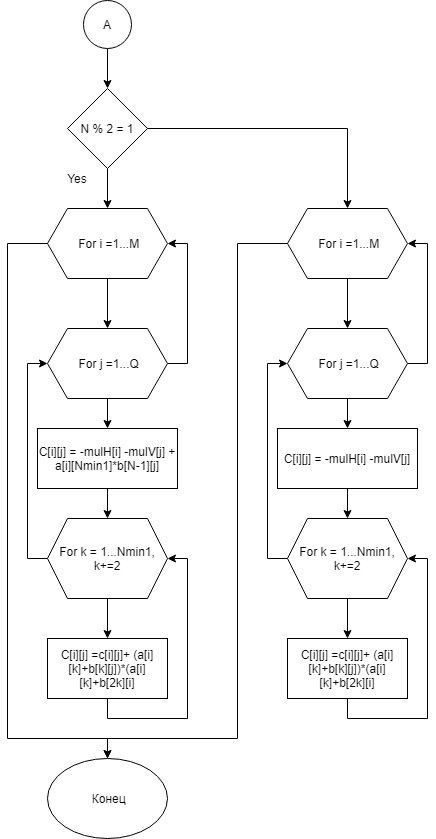 A
N % 2 = 1
Yes
For i =1...M
For j =1...Q
C[i][j] = -mulH[i] -mulV[j] +
a[i][Nmin1]*b[N-1][j]
For k = 1...Nmin1,
k+=2
C[i][j] =c[i][j]+ (a[i]
[k]+b[k][j])*(a[i]
[k]+b[2k][i]
For i =1...M
For j =1...Q
C[i][j] = -mulH[i] -mulV[j]
For k = 1...Nmin1,
k+=2
C[i][j] =c[i][j]+ (a[i]
[k]+b[k][j])*(a[i]
[k]+b[2k][i]
Конец